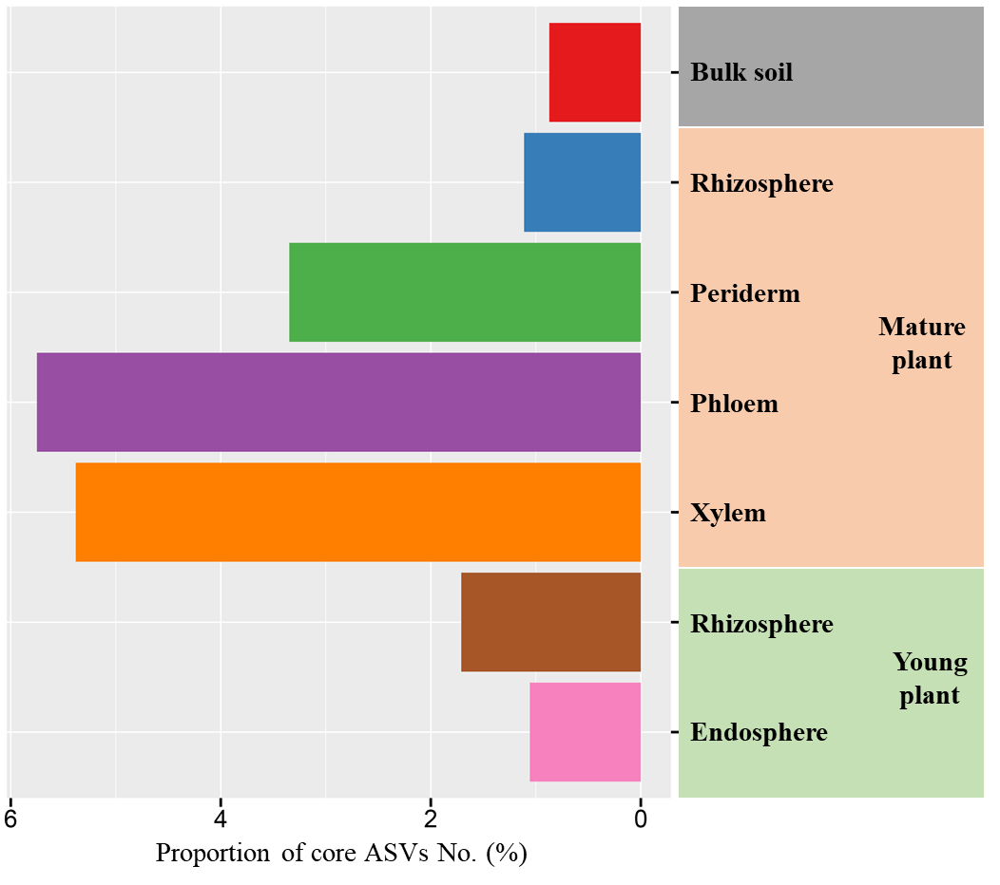 Bulk soil
Rhizosphere
Periderm
Mature
plant
Phloem
Xylem
Rhizosphere
Young
plant
Endosphere
6 4 2 0
Proportion of core ASVs No. (%)